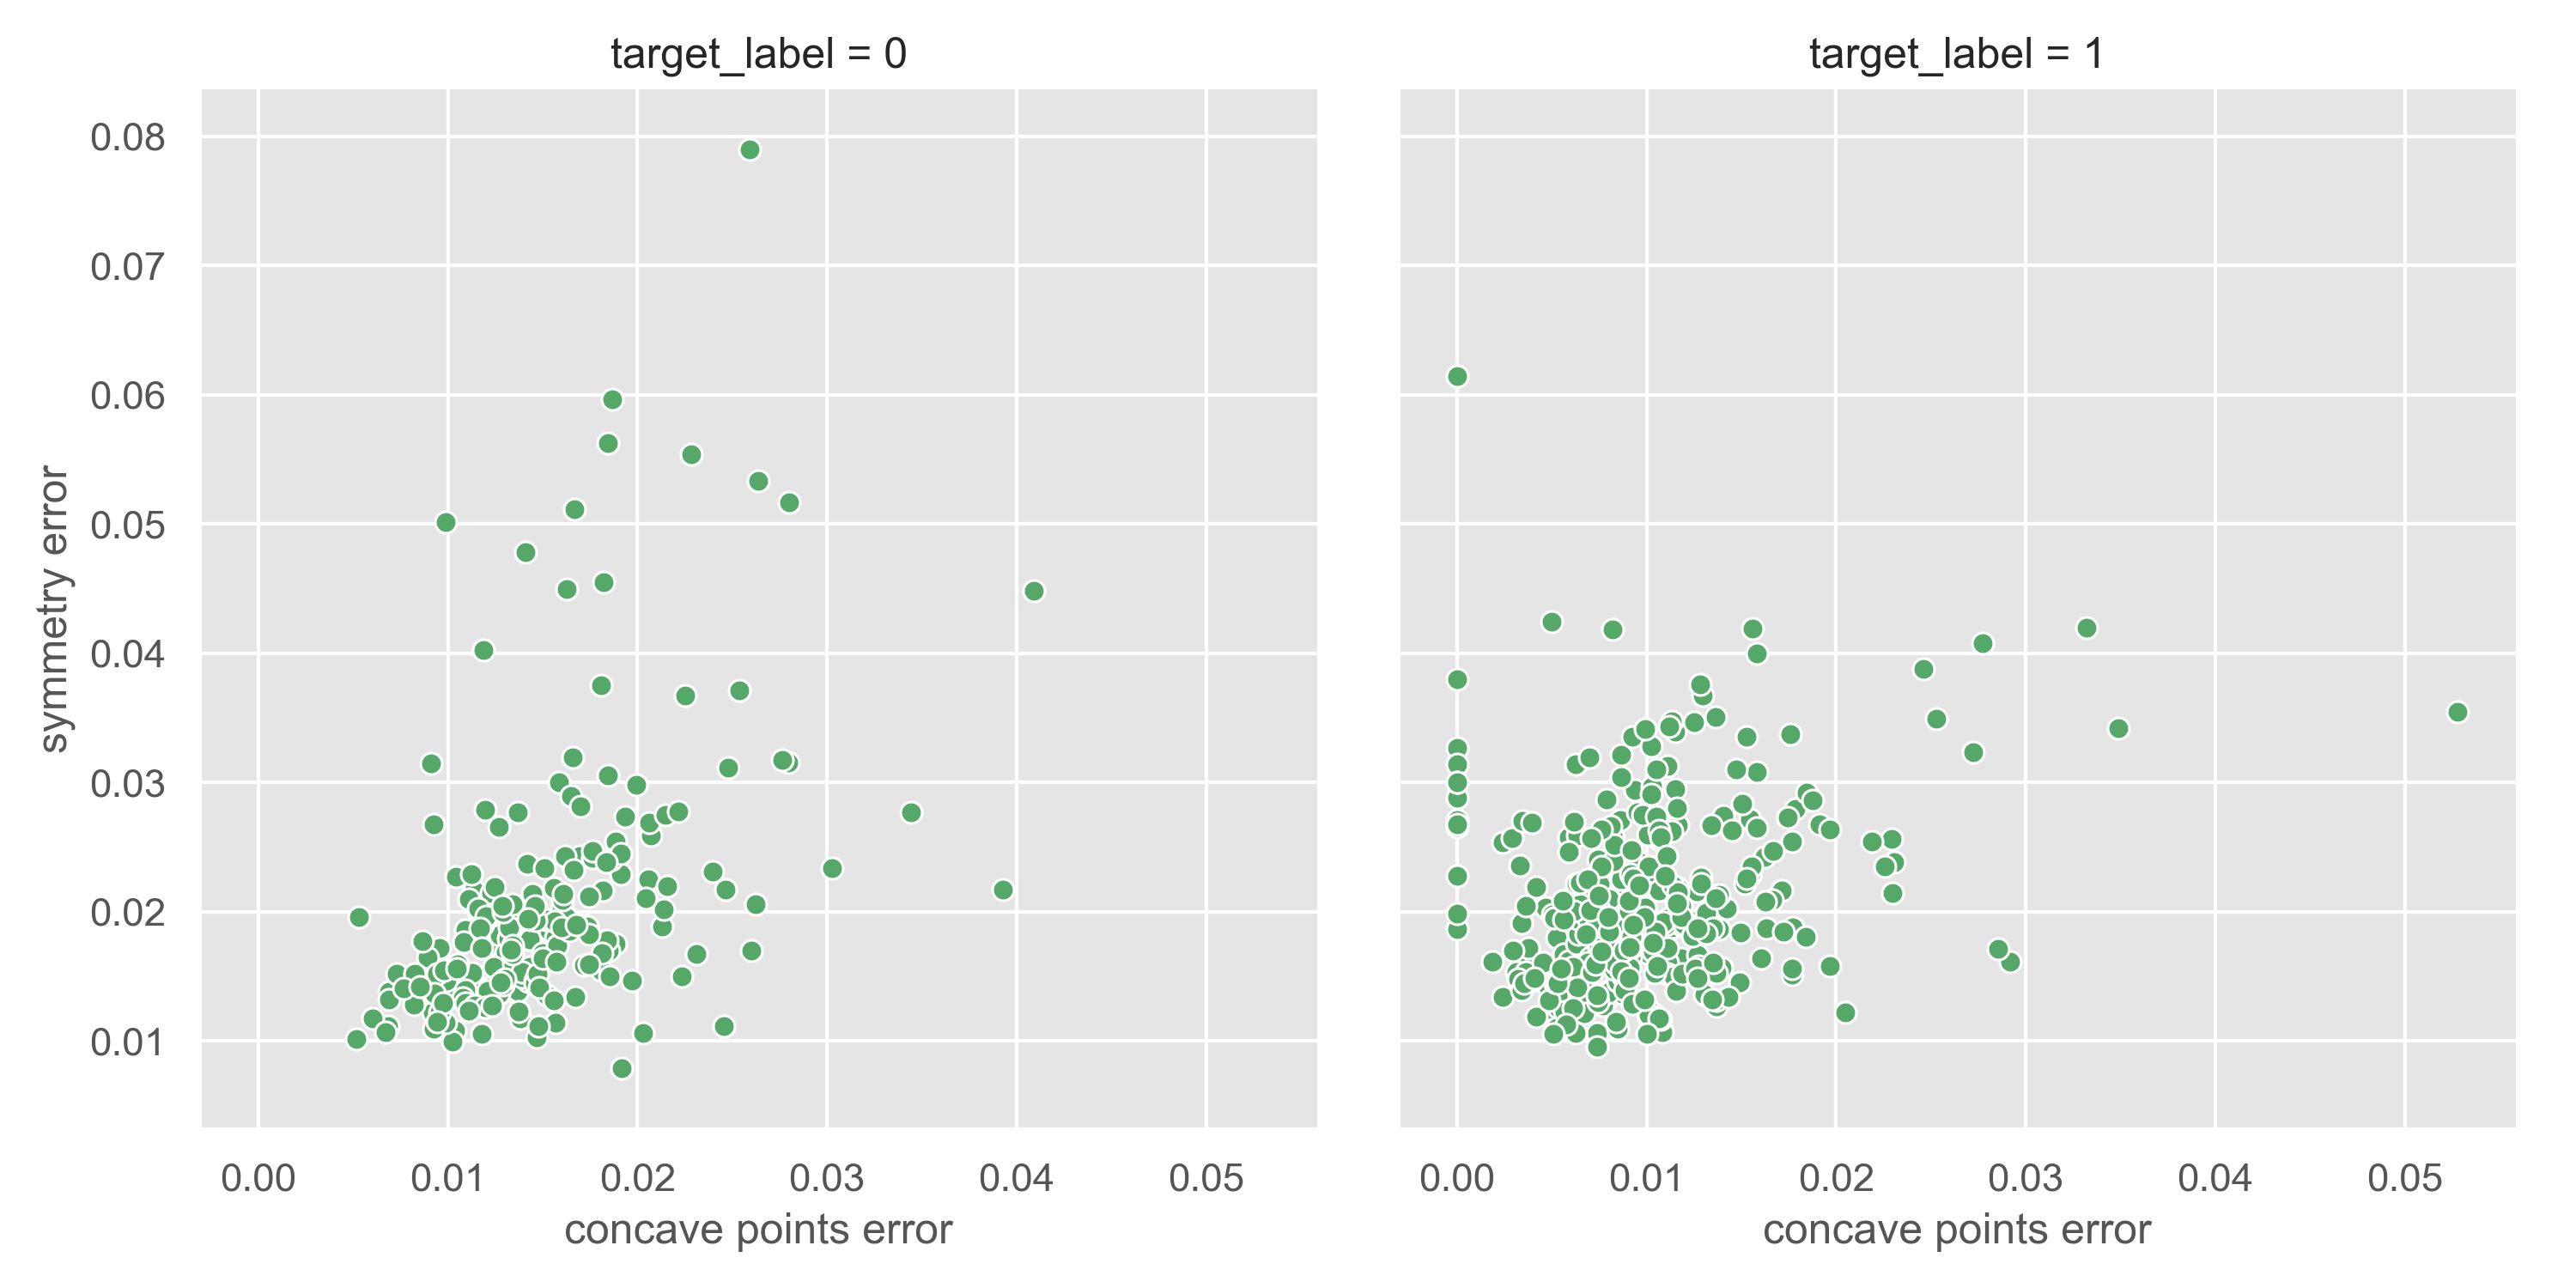 target_label = 0
target_label = 1
symmetry error
0.08
0.07
0.06
0.05
0.04
0.03
0.02
0.01
0.00 0.01 0.02 0.03 0.04 0.05
0.00 0.01 0.02 0.03 0.04 0.05
concave points error
concave points error